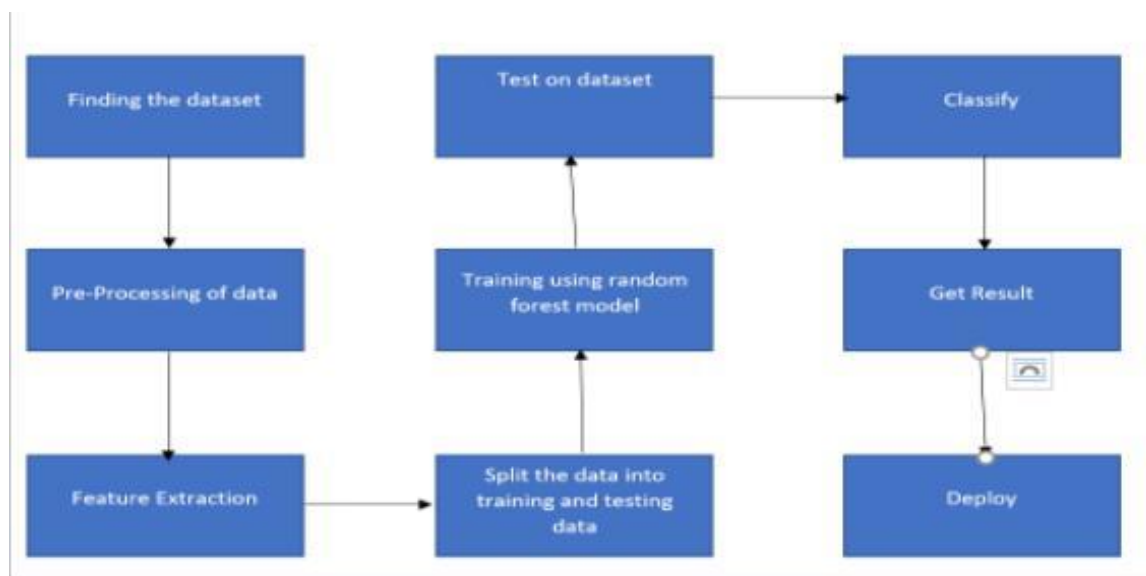 Finding the dataset
Pre-Processing of data
Feature Extraction
Split the data into
training and testing
data
Training using random
forest model
Test on dataset
Classify
Get Result
Deploy